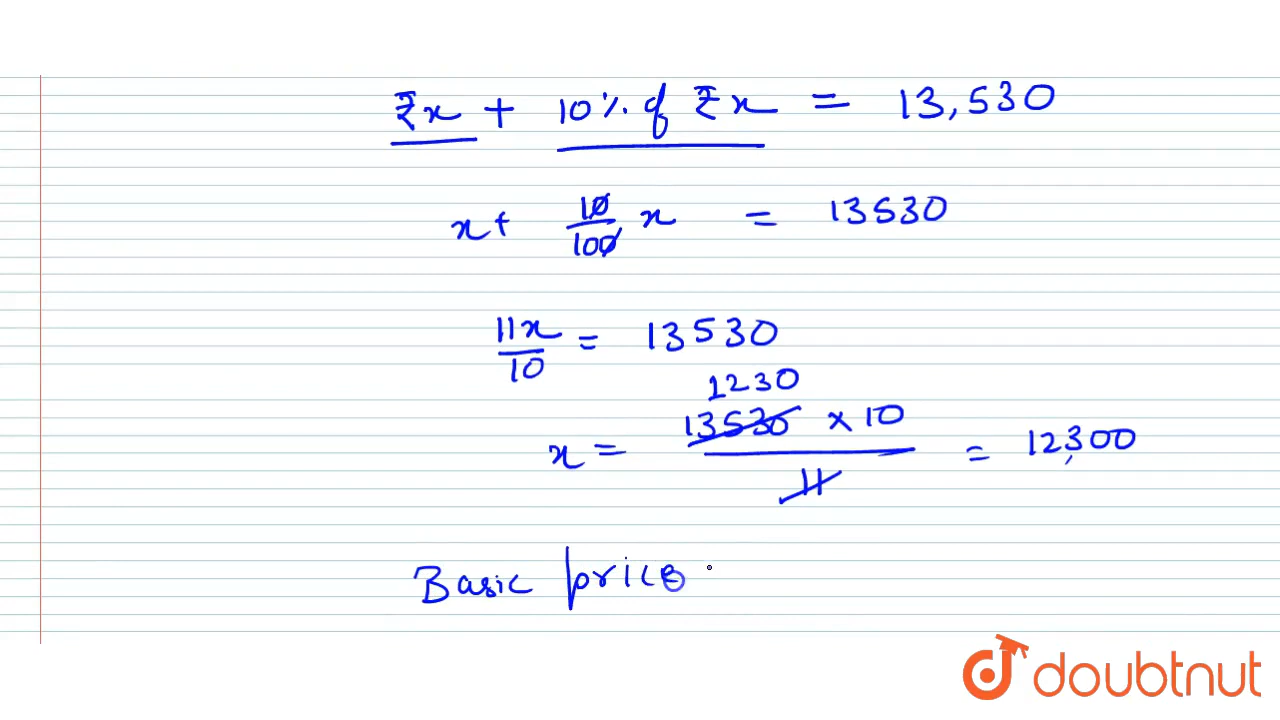 ₹x + 10% of ₹x = 13,530
x + 10/100 x = 13530
11x/10 = 13530
1230
x = 13530 × 10 / 11 = 12,300
Basic price
doubtnut